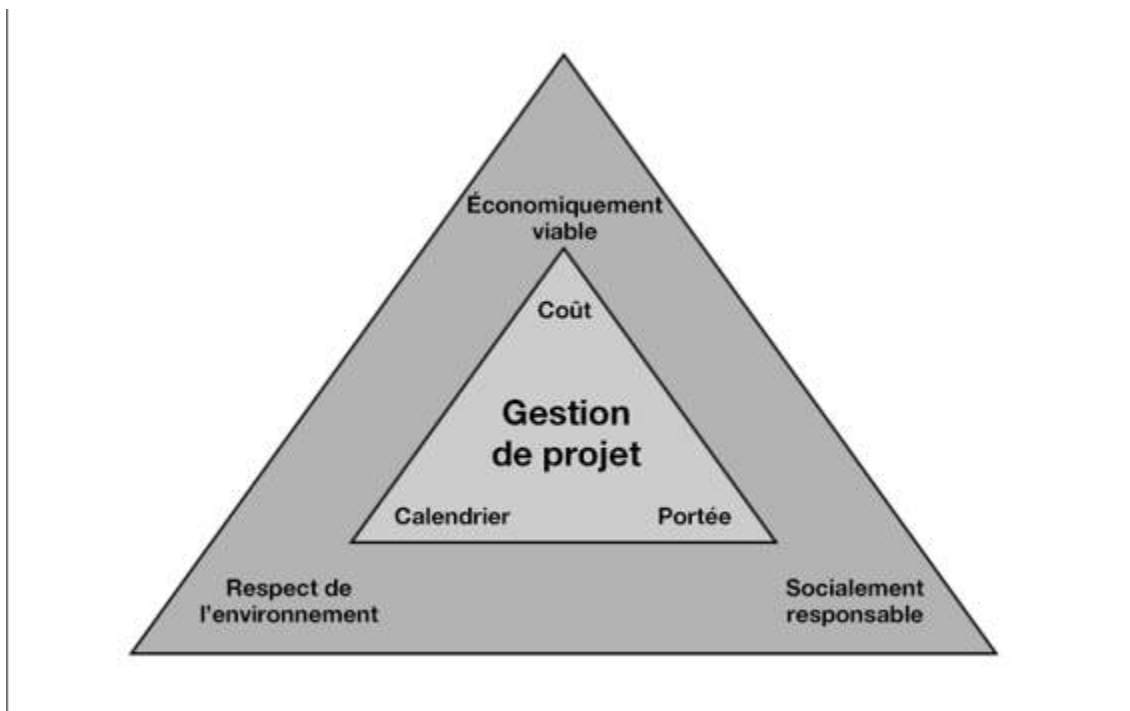 Économiquement
viable
Coût
Gestion
de projet
Calendrier
Portée
Respect de
l'environnement
Socialement
responsable